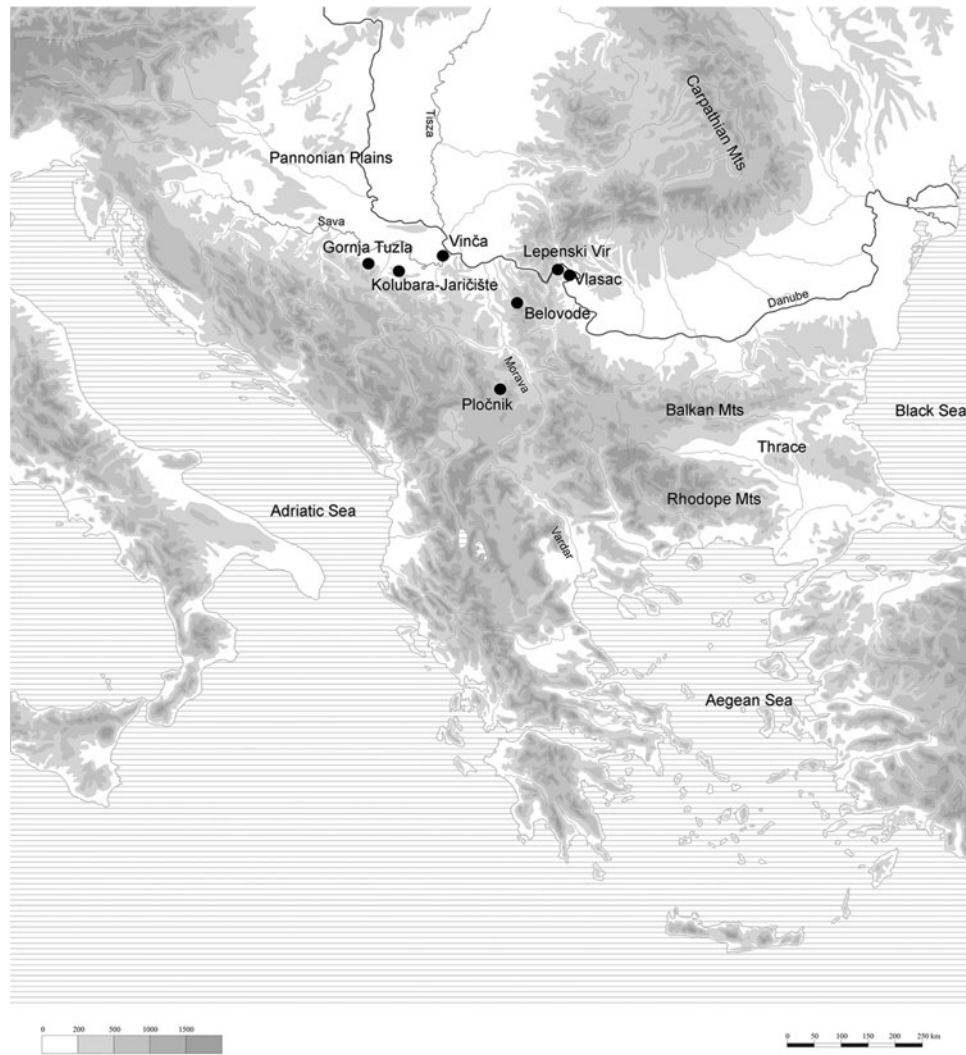 Carpathian Mts
Tisza
Pannonian Plains
Sava
Vinča
Gornja Tuzla
Lepenski Vir
Kolubara-Jaričište
Vlasac
Danube
Belovode
Morava
Pločnik
Balkan Mts
Black Sea
Thrace
Rhodope Mts
Adriatic Sea
Vardar
Aegean Sea
0 200 500 1000 1500
0 50 100 150 200 250 km